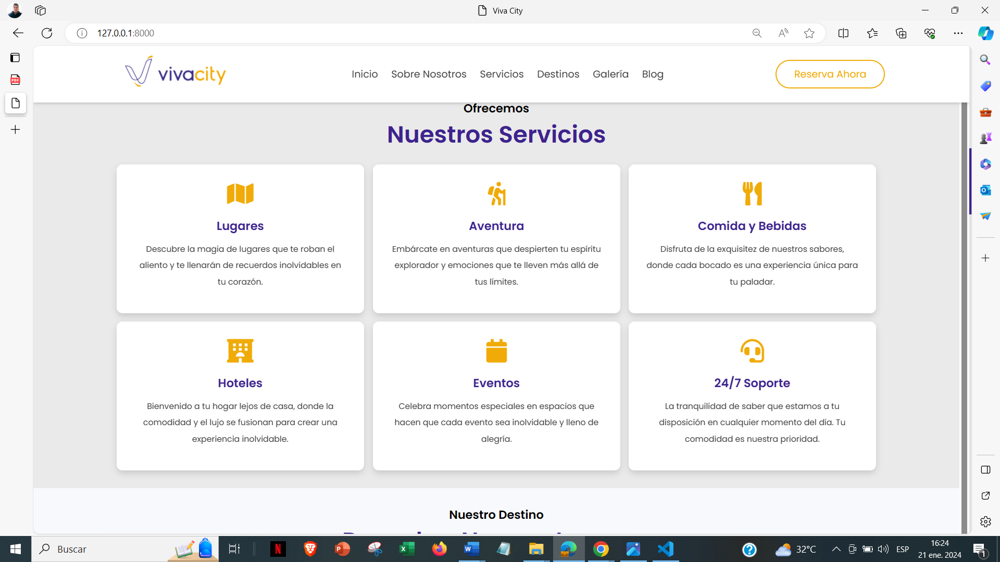 Viva City
127.0.0.1:8000
PDF
vivacity
Inicio Sobre Nosotros Servicios Destinos Galería Blog
Reserva Ahora
Ofrecemos
Nuestros Servicios
Lugares
Descubre la magia de lugares que te roban el
aliento y te llenarán de recuerdos inolvidables en
tu corazón.
Aventura
Embárcate en aventuras que despierten tu espíritu
explorador y emociones que te lleven más allá de
tus límites.
Comida y Bebidas
Disfruta de la exquisitez de nuestros sabores,
donde cada bocado es una experiencia única para
tu paladar.
Hoteles
Bienvenido a tu hogar lejos de casa, donde la
comodidad y el lujo se fusionan para crear una
experiencia inolvidable.
Eventos
Celebra momentos especiales en espacios que
hacen que cada evento sea inolvidable y lleno de
alegría.
24/7 Soporte
La tranquilidad de saber que estamos a tu
disposición en cualquier momento del día. Tu
comodidad es nuestra prioridad.
Nuestro Destino
Buscar
32°C
ESP
16:24
21 ene. 2024
1